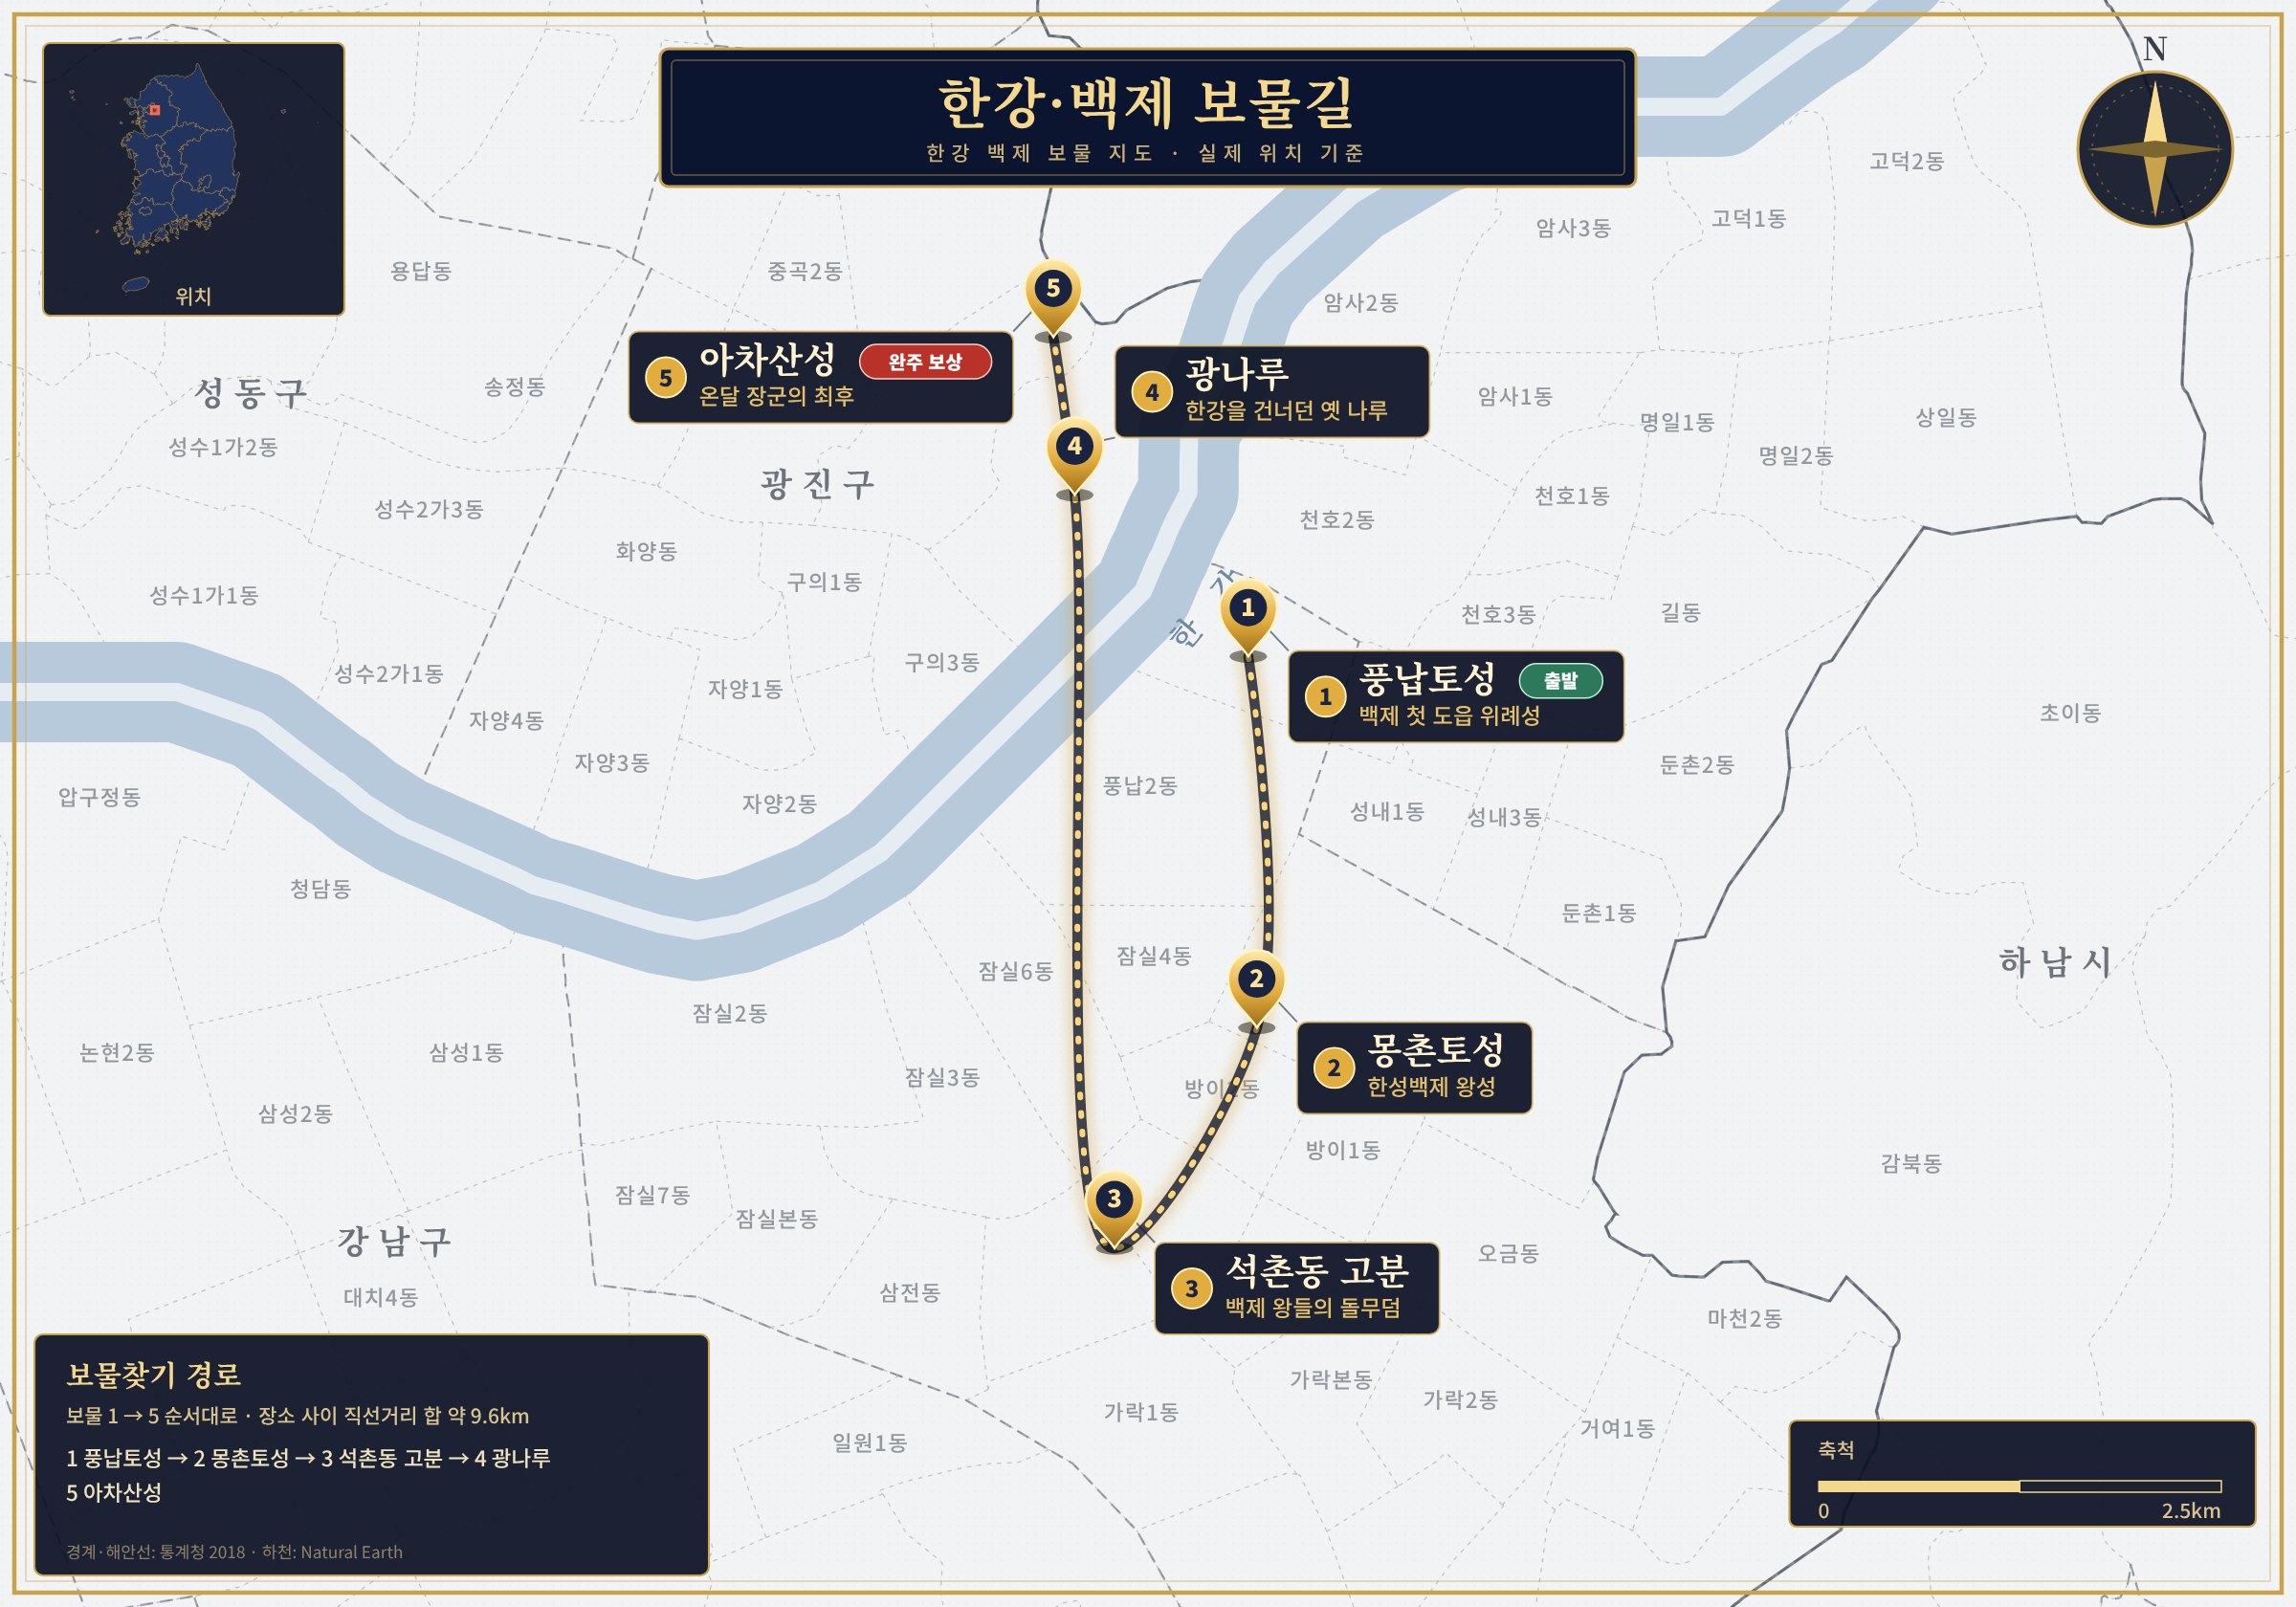 한강·백제 보물길
한강 백제 보물 지도 · 실제 위치 기준
위치
N
고덕2동
고덕1동
암사3동
용답동
중곡2동
암사2동
5
5 아차산성 완주 보상
온달 장군의 최후
4 광나루
한강을 건너던 옛 나루
성동구
송정동
암사1동
명일1동
상일동
성수1가2동
4
명일2동
광진구
성수2가3동
천호1동
천호2동
화양동
구의1동
성수1가1동
한
1
천호3동
길동
구의3동
성수2가1동
자양1동
1 풍납토성 출발
백제 첫 도읍 위례성
자양4동
초이동
자양3동
둔촌2동
풍납2동
압구정동
자양2동
성내1동
성내3동
청담동
둔촌1동
잠실4동
잠실6동
하남시
2
잠실2동
2 몽촌토성
한성백제 왕성
논현2동
삼성1동
잠실3동
삼성2동
방이1동
감북동
잠실7동
3
잠실본동
강남구
오금동
3 석촌동 고분
백제 왕들의 돌무덤
대치4동
삼전동
마천2동
가락본동
가락2동
가락1동
거여1동
일원1동
보물찾기 경로
보물 1 → 5 순서대로 · 장소 사이 직선거리 합 약 9.6km
1 풍납토성 → 2 몽촌토성 → 3 석촌동 고분 → 4 광나루
5 아차산성
경계·해안선: 통계청 2018 · 하천: Natural Earth
축척
0 2.5km